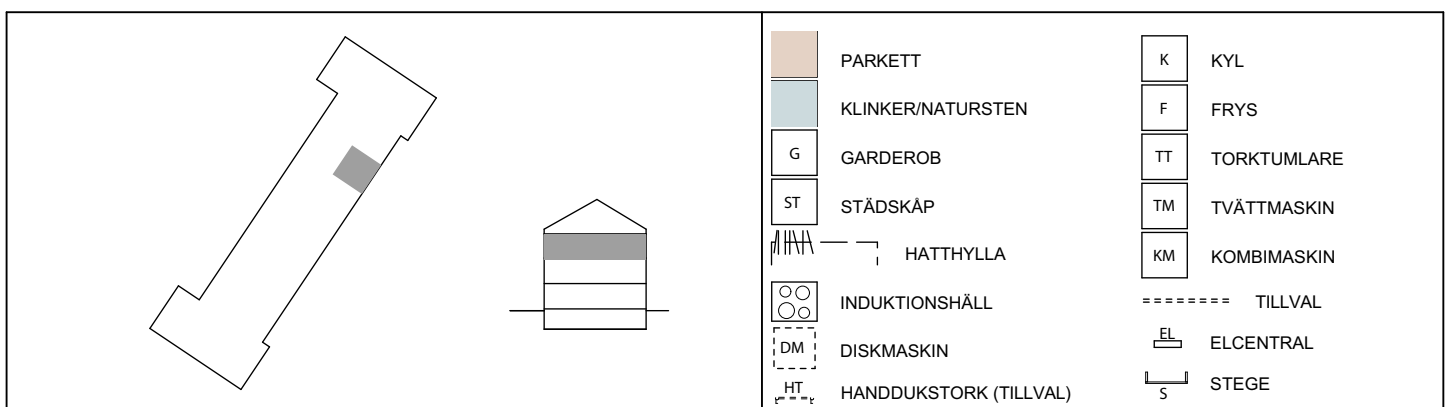 PARKETT
KLINKER/NATURSTEN
G GARDEROB
ST STÄDSKÅP
HATTHYLLA
INDUKTIONSHÄLL
DM DISKMASKIN
HT HANDDUKSTORK (TILLVAL)
K KYL
F FRYS
TT TORKTUMLARE
TM TVÄTTMASKIN
KM KOMBIMASKIN
TILLVAL
EL ELCENTRAL
S STEGE